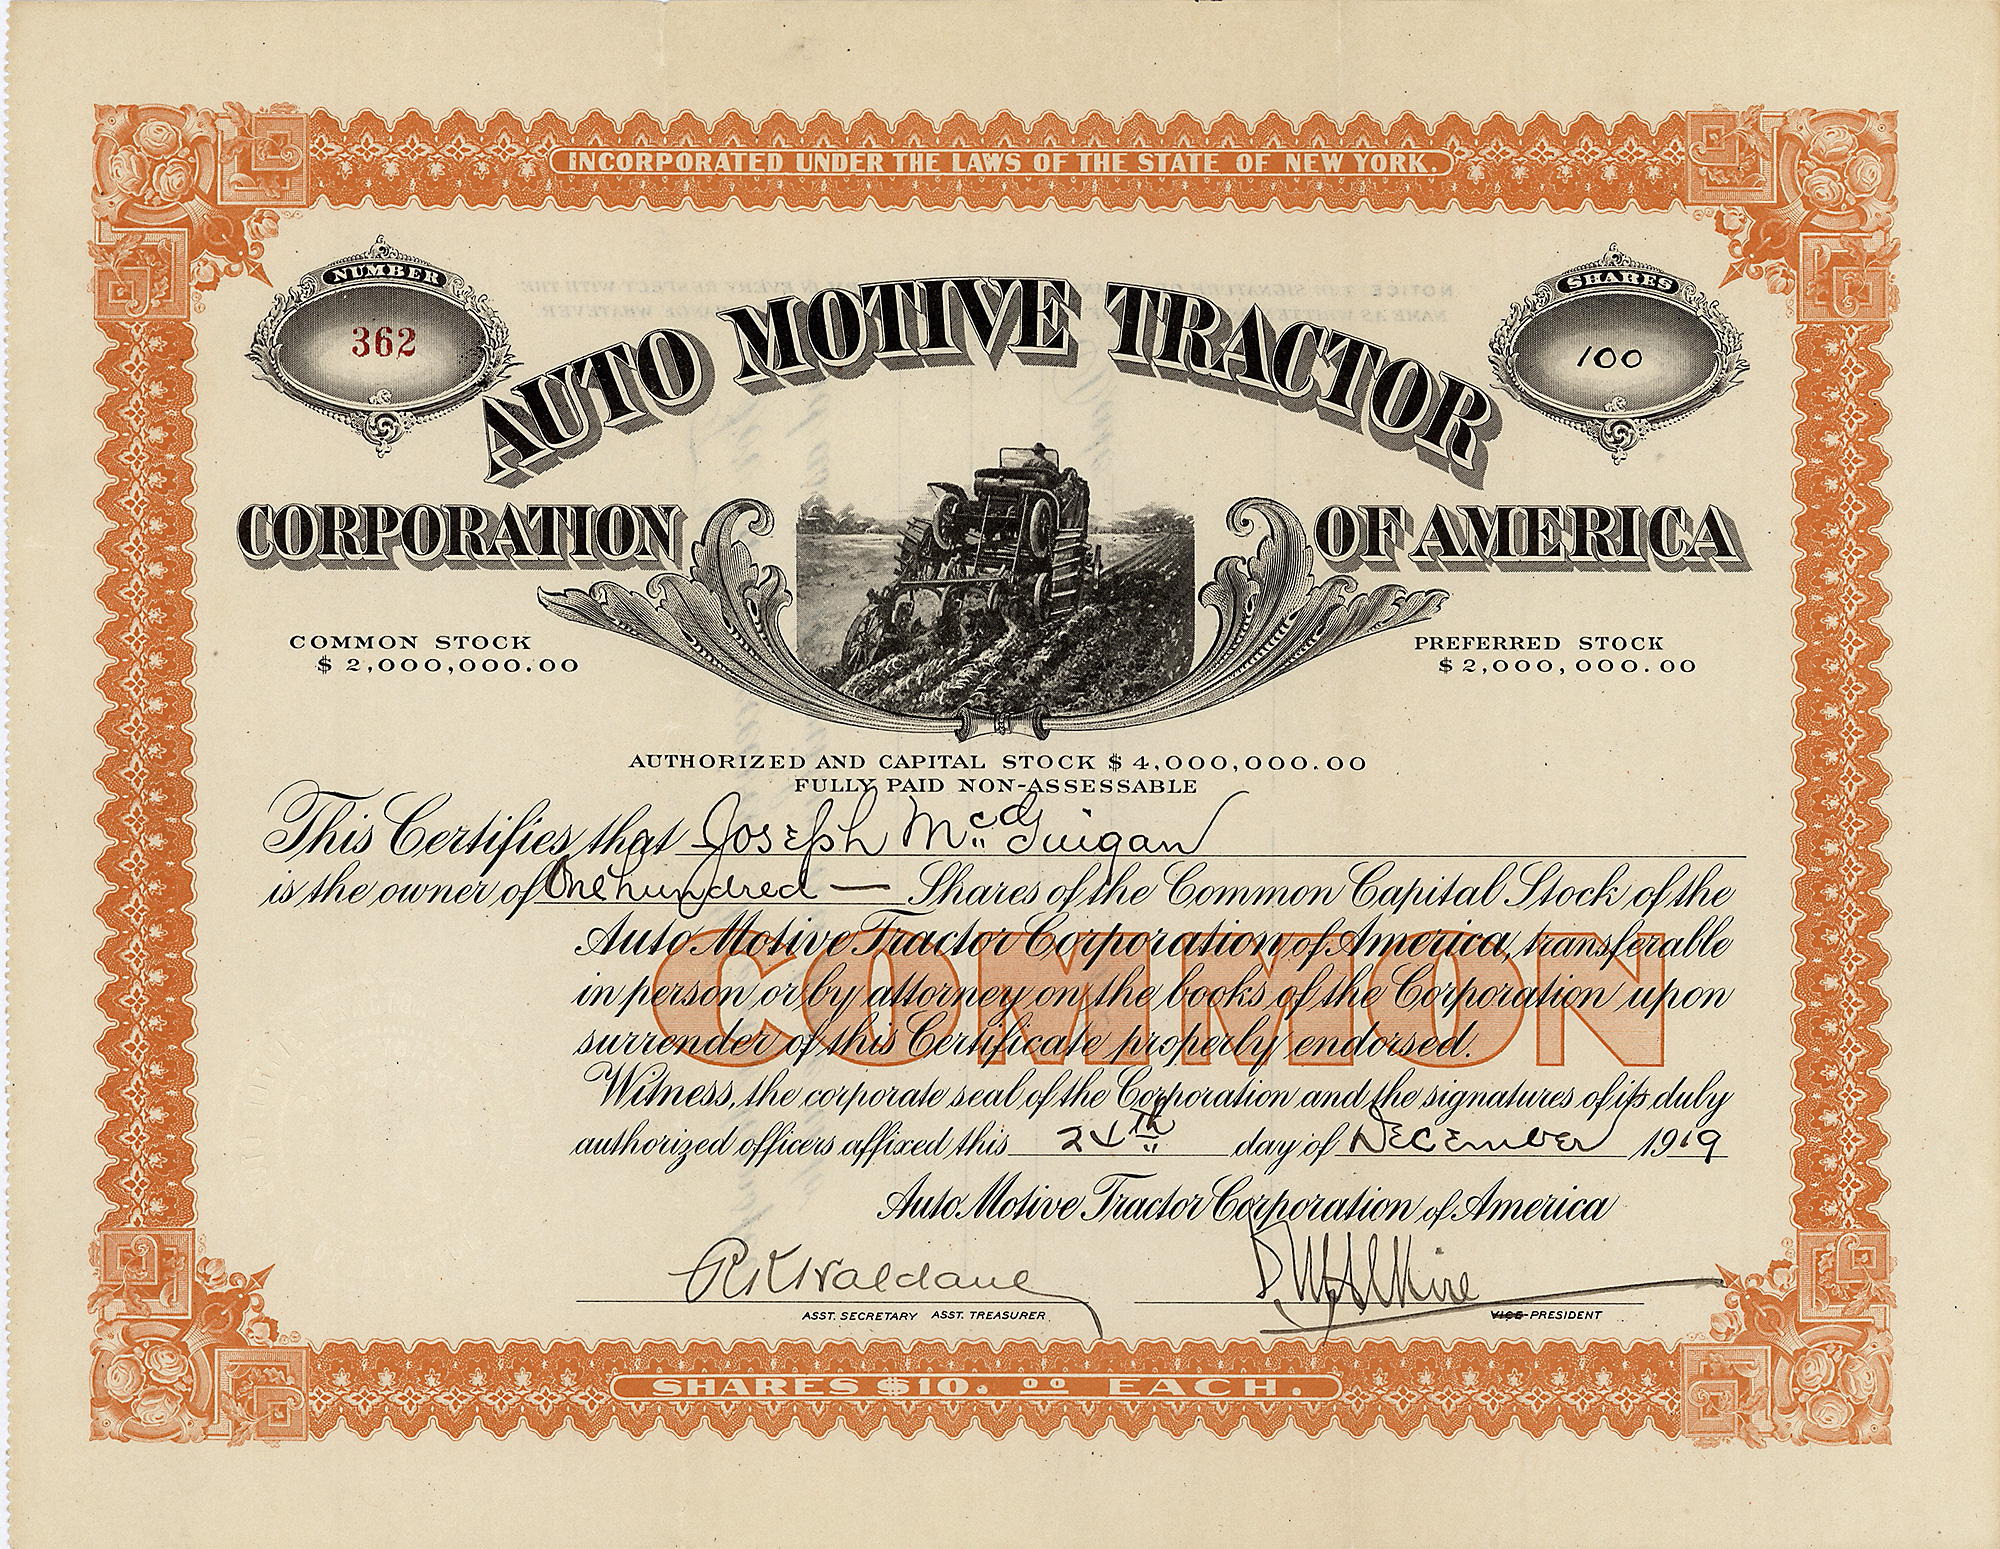 INCORPORATED UNDER THE LAWS OF THE STATE OF NEW YORK.
NUMBER
362
SHARES
100
AUTO MOTIVE TRACTOR
CORPORATION OF AMERICA
COMMON STOCK
$2,000,000.00
PREFERRED STOCK
$2,000,000.00
AUTHORIZED AND CAPITAL STOCK $4,000,000.00
FULLY PAID NON-ASSESSABLE
This Certifies that Joseph McGuigan
is the owner of One hundred — Shares of the Common Capital Stock of the
Auto Motive Tractor Corporation of America, transferable
in person or by attorney on the books of the Corporation upon
surrender of this Certificate properly endorsed.
COMMON
Witness, the corporate seal of the Corporation and the signatures of its duly
authorized officers affixed this 24th day of December 1919
Auto Motive Tractor Corporation of America
ASST. SECRETARY ASST. TREASURER
VICE-PRESIDENT
SHARES $10.00 EACH.